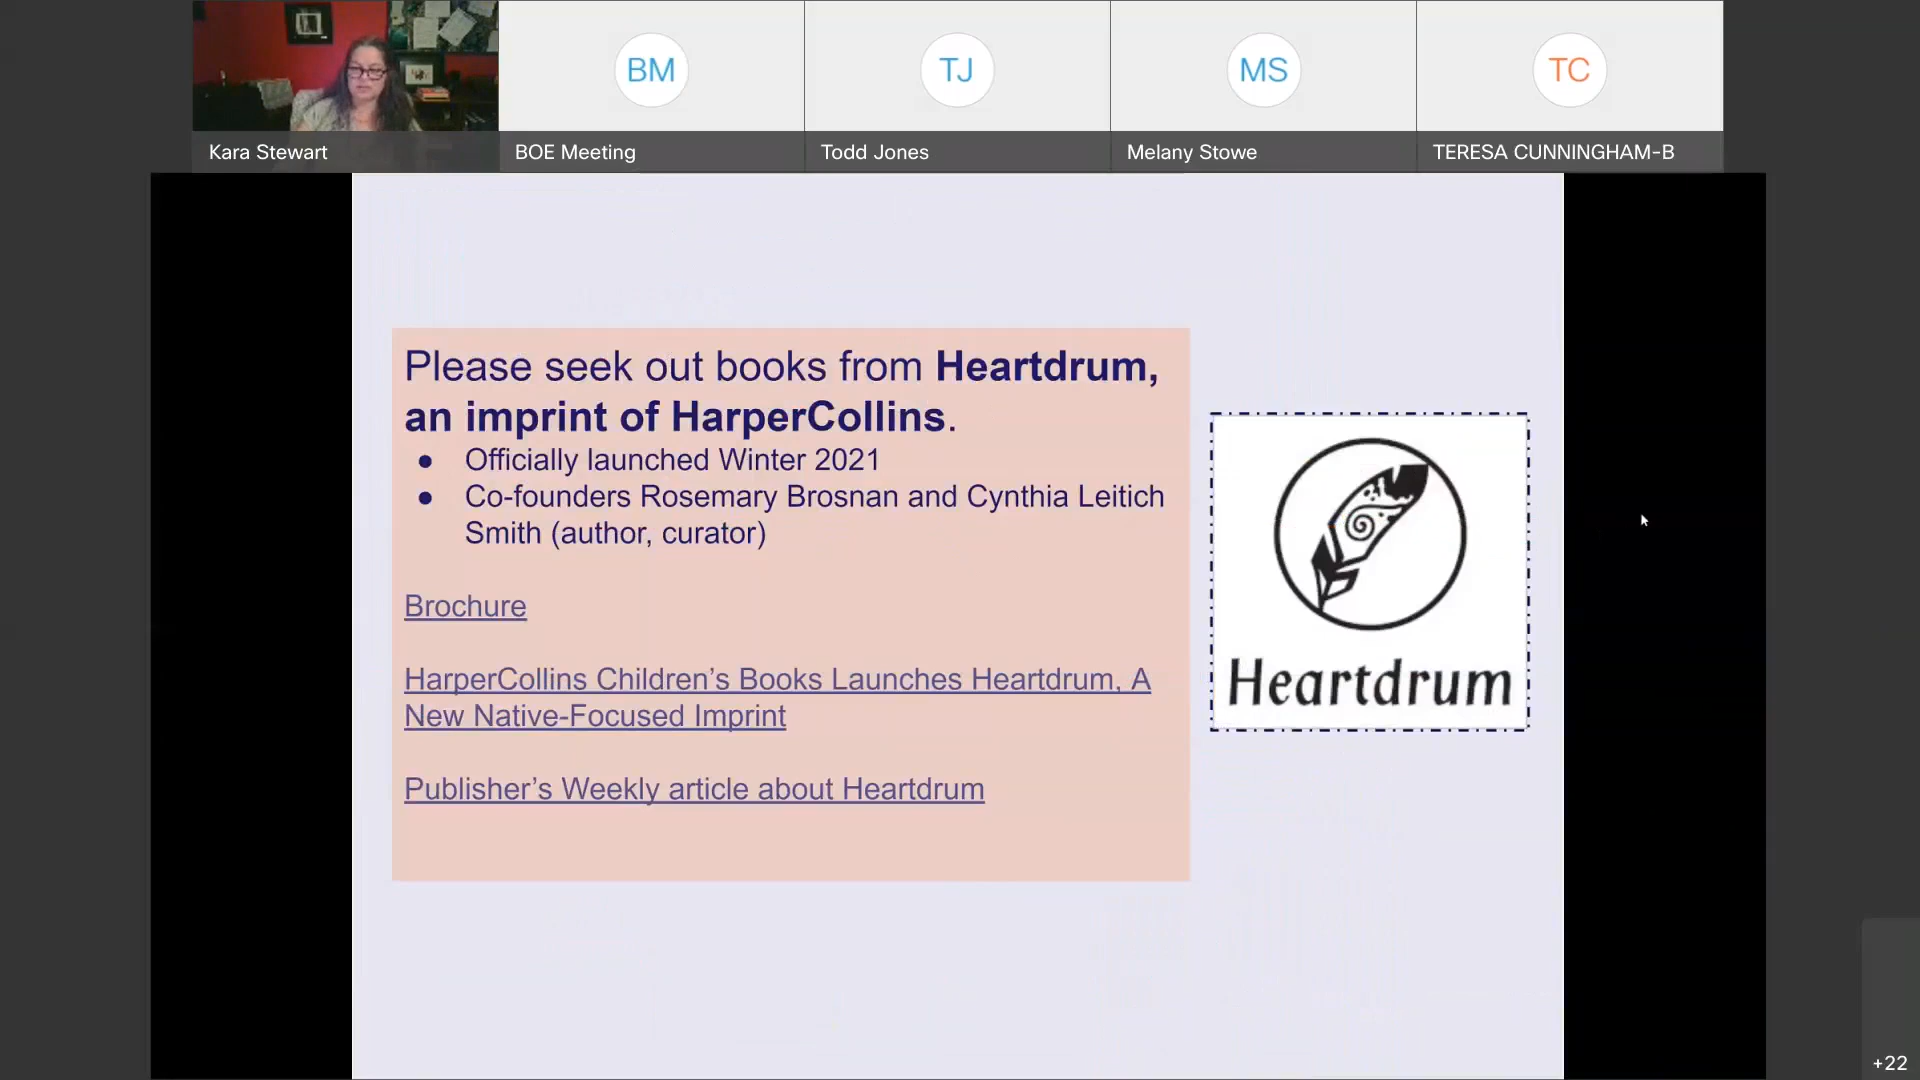 BM
TJ
MS
TC
Kara Stewart
BOE Meeting
Todd Jones
Melany Stowe
TERESA CUNNINGHAM-B
Please seek out books from Heartdrum,
an imprint of HarperCollins.
● Officially launched Winter 2021
● Co-founders Rosemary Brosnan and Cynthia Leitich
Smith (author, curator)
Brochure
HarperCollins Children’s Books Launches Heartdrum, A
New Native-Focused Imprint
Publisher’s Weekly article about Heartdrum
Heartdrum
+22